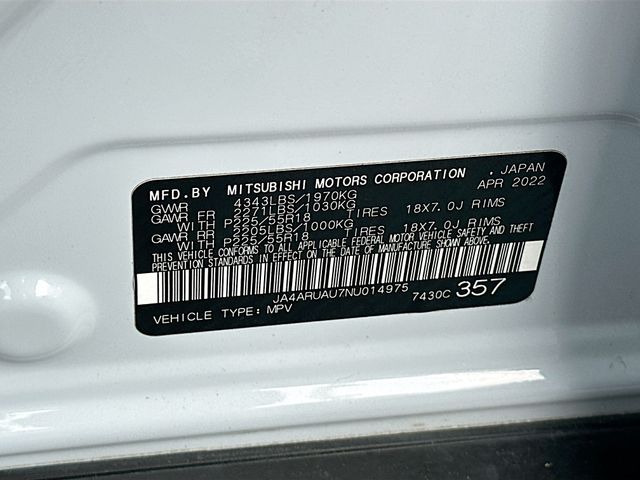 MFD.BY MITSUBISHI MOTORS CORPORATION , JAPAN
GVWR 4343LBS/1970KG APR 2022
GAWR FR 2271LBS/1030KG
WITH P225/55R18 TIRES 18X7.0J RIMS
GAWR RR 2205LBS/1000KG
WITH P225/55R18 TIRES 18X7.0J RIMS
THIS VEHICLE CONFORMS TO ALL APPLICABLE FEDERAL MOTOR VEHICLE SAFETY AND THEFT
PREVENTION STANDARDS IN EFFECT ON THE DATE OF MANUFACTURE SHOWN ABOVE.
JA4ARUAU7NU014975
VEHICLE TYPE: MPV 7430C 357